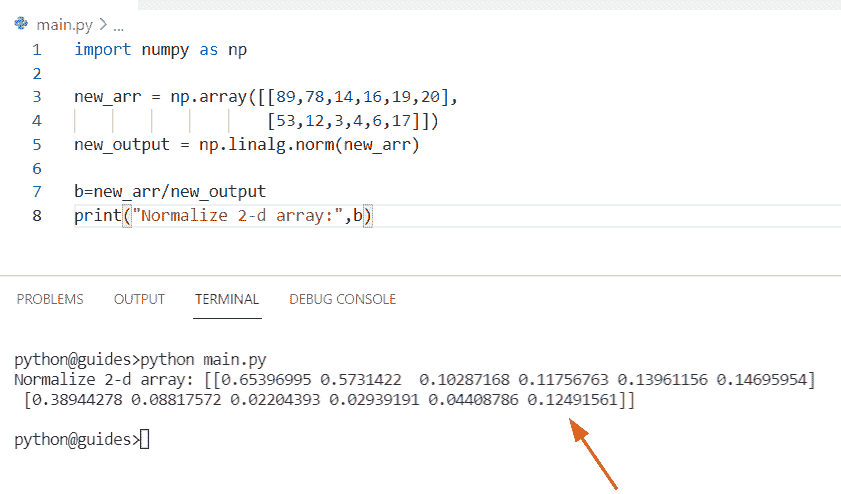 main.py > ...
1 import numpy as np
2
3 new_arr = np.array([[89,78,14,16,19,20],
4                     [53,12,3,4,6,17]])
5 new_output = np.linalg.norm(new_arr)
6
7 b=new_arr/new_output
8 print("Normalize 2-d array:",b)
PROBLEMS OUTPUT TERMINAL DEBUG CONSOLE
python@guides>python main.py
Normalize 2-d array: [[0.65396995 0.5731422  0.10287168 0.11756763 0.13961156 0.14695954]
 [0.38944278 0.08817572 0.02204393 0.02939191 0.04408786 0.12491561]]
python@guides>